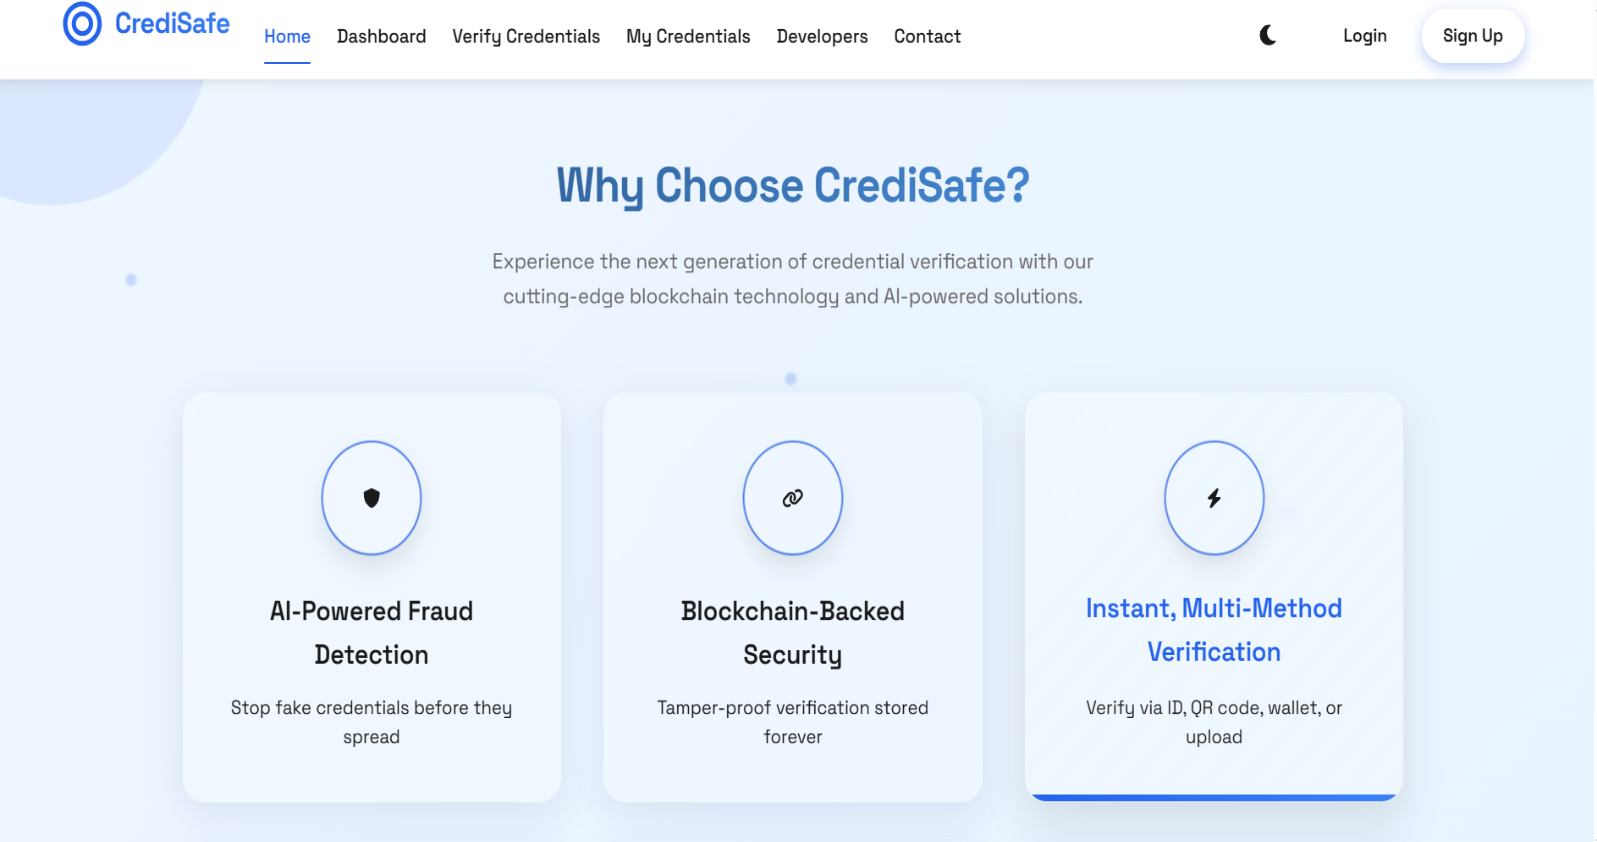 CrediSafe
Home Dashboard Verify Credentials My Credentials Developers Contact Login Sign Up
Why Choose CrediSafe?
Experience the next generation of credential verification with our
cutting-edge blockchain technology and AI-powered solutions.
AI-Powered Fraud
Detection
Stop fake credentials before they
spread
Blockchain-Backed
Security
Tamper-proof verification stored
forever
Instant, Multi-Method
Verification
Verify via ID, QR code, wallet, or
upload